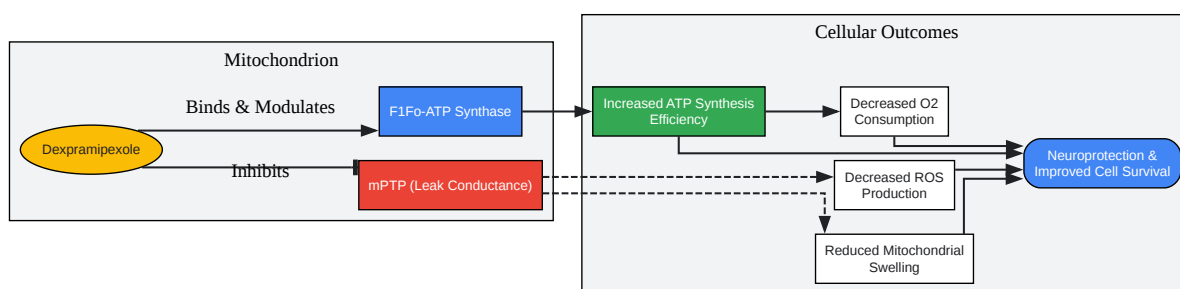 Mitochondrion
Cellular Outcomes
Binds & Modulates
F1Fo-ATP Synthase
Dexpramipexole
Inhibits
mPTP (Leak Conductance)
Increased ATP Synthesis
Efficiency
Decreased O2
Consumption
Decreased ROS
Production
Reduced Mitochondrial
Swelling
Neuroprotection &
Improved Cell Survival